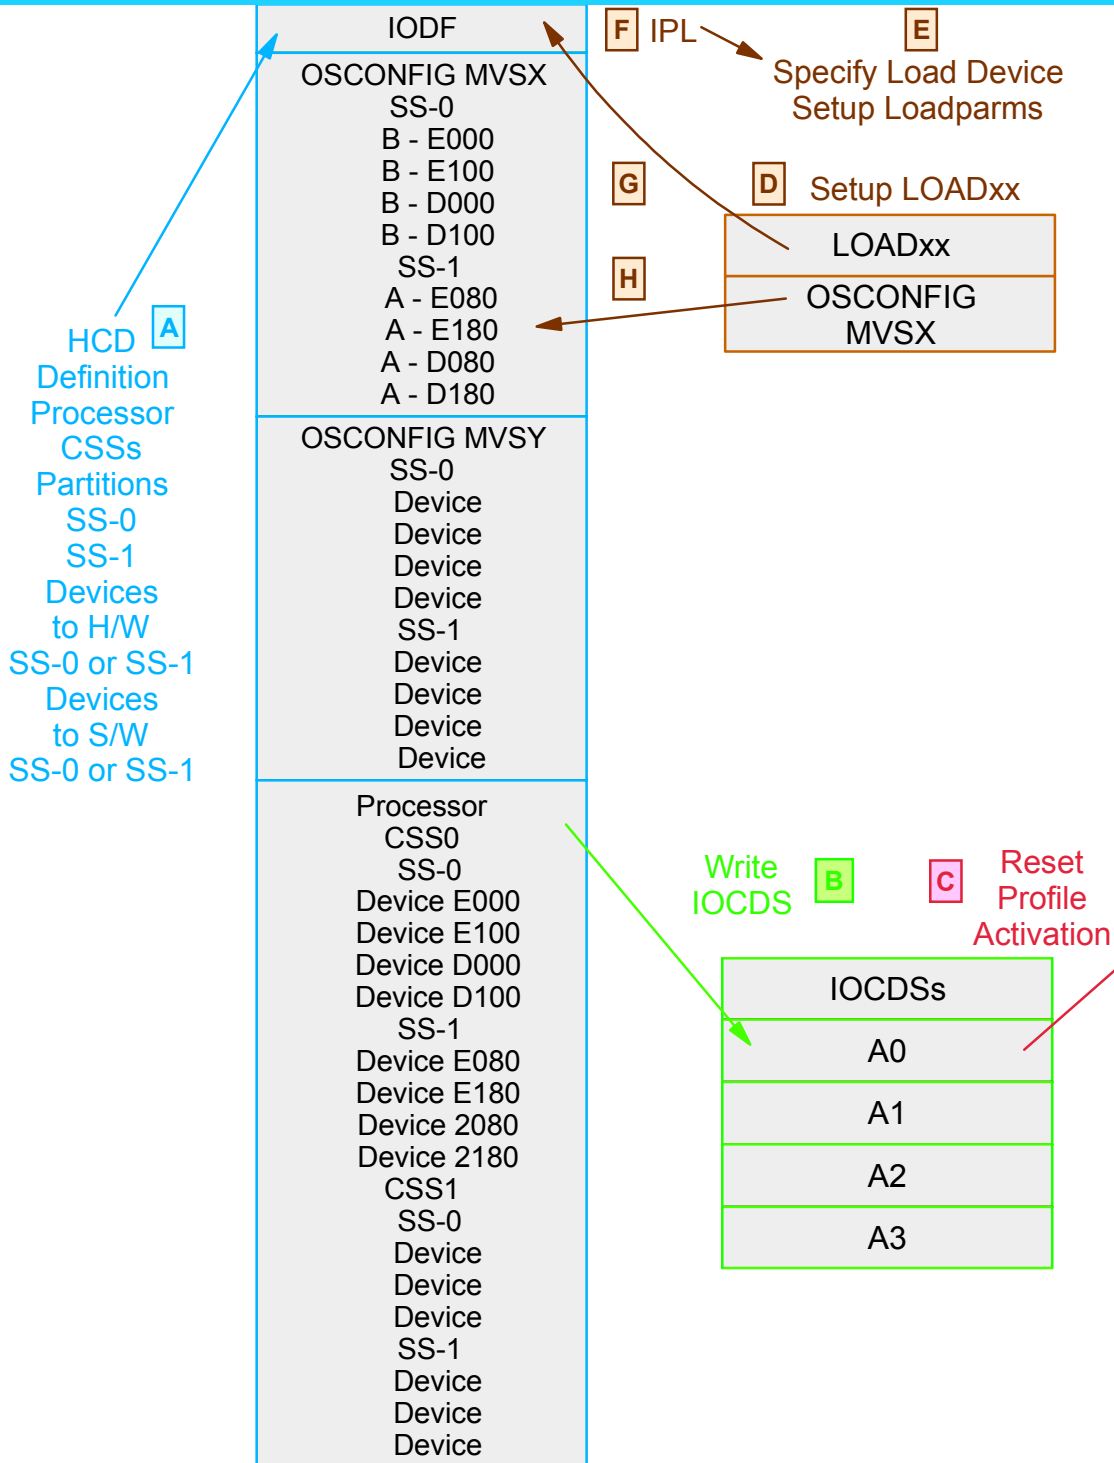 IODF
OSCONFIG MVSX
SS-0
B - E000
B - E100
B - D000
B - D100
SS-1
A - E080
A - E180
A - D080
A - D180
OSCONFIG MVSY
SS-0
Device
Device
Device
Device
SS-1
Device
Device
Device
Device
Processor
CSS0
SS-0
Device E000
Device E100
Device D000
Device D100
SS-1
Device E080
Device E180
Device 2080
Device 2180
CSS1
SS-0
Device
Device
Device
SS-1
Device
Device
Device
HCD A
Definition
Processor
CSSs
Partitions
SS-0
SS-1
Devices
to H/W
SS-0 or SS-1
Devices
to S/W
SS-0 or SS-1
F IPL
E
Specify Load Device
Setup Loadparms
G
D Setup LOADxx
LOADxx
H
OSCONFIG
MVSX
Write
IOCDS
B
C
Reset
Profile
Activation
IOCDSs
A0
A1
A2
A3